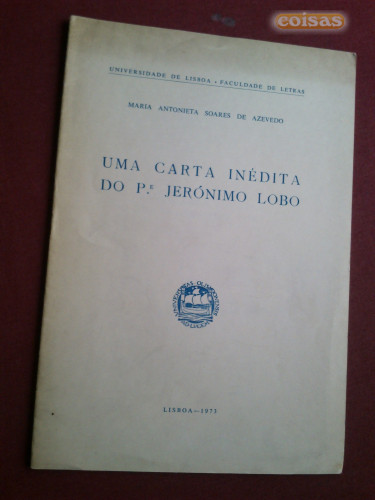 coisas
UNIVERSIDADE DE LISBOA • FACULDADE DE LETRAS
MARIA ANTONIETA SOARES DE AZEVEDO
UMA CARTA INÉDITA
DO P.E JERÓNIMO LOBO
LISBOA—1973